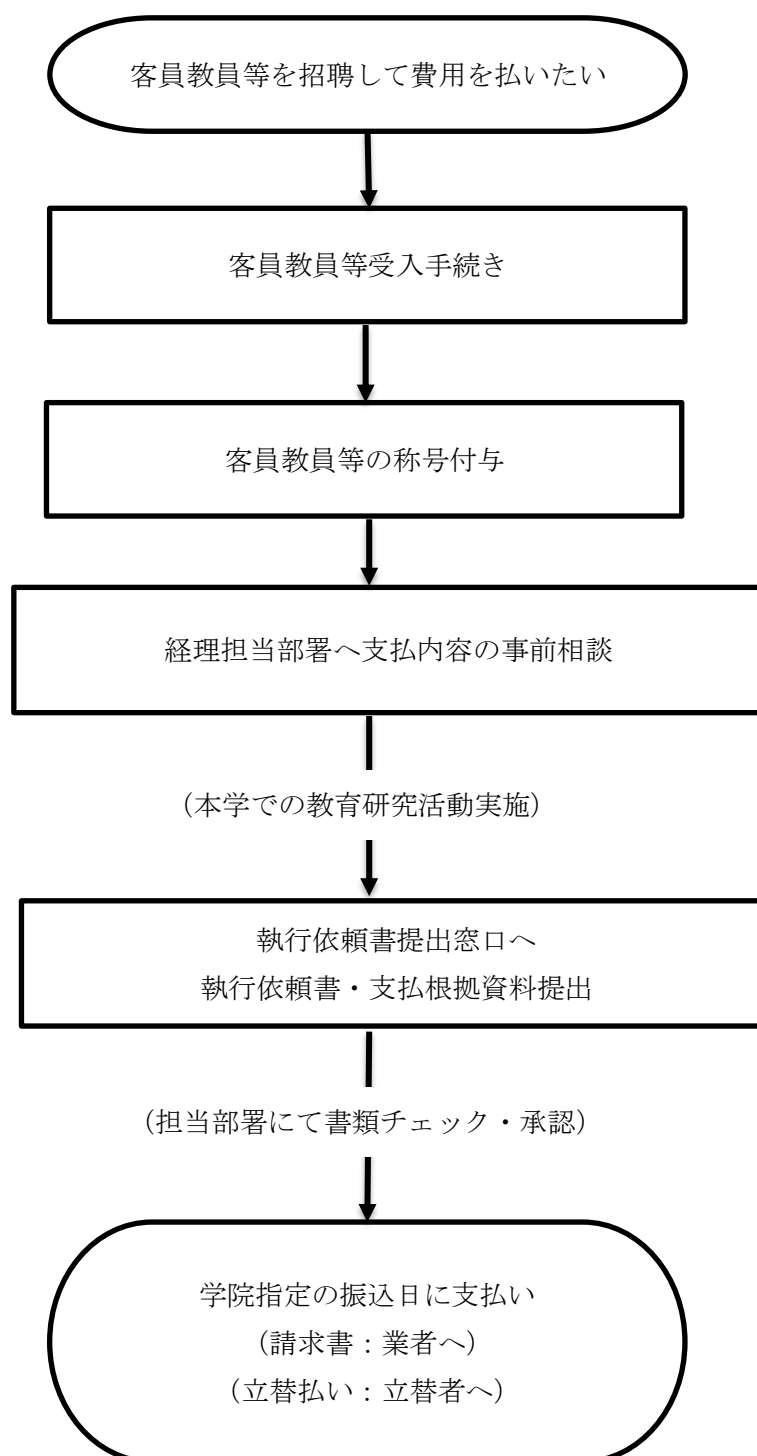 客員教員等を招聘して費用を払いたい
客員教員等受入手続き
客員教員等の称号付与
経理担当部署へ支払内容の事前相談
（本学での教育研究活動実施）
執行依頼書提出窓口へ
執行依頼書・支払根拠資料提出
（担当部署にて書類チェック・承認）
学院指定の振込日に支払い
（請求書：業者へ）
（立替払い：立替者へ）